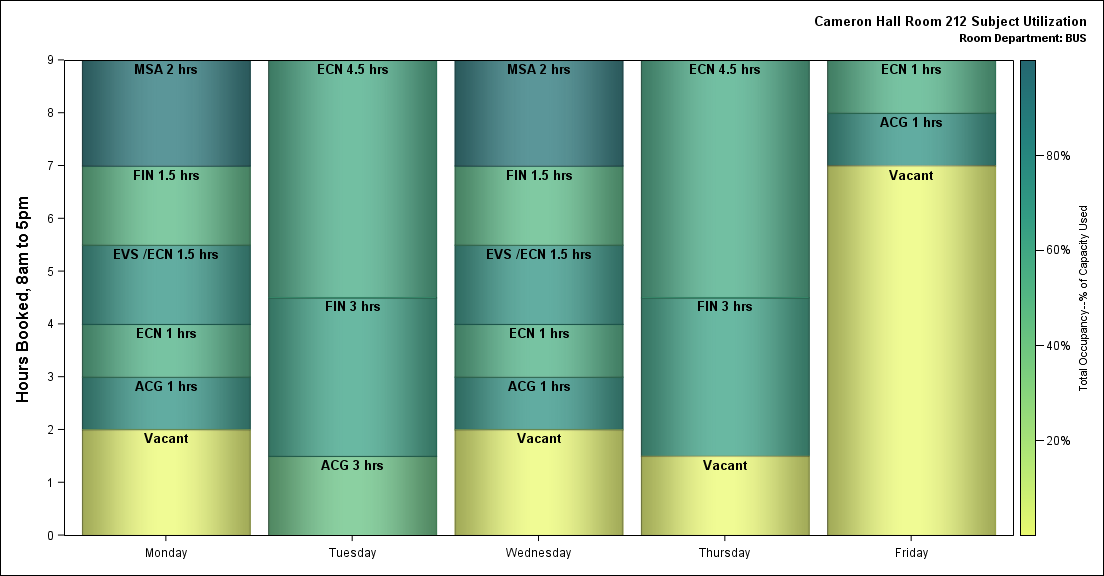 Cameron Hall Room 212 Subject Utilization
Room Department: BUS
Hours Booked, 8am to 5pm
9
8
7
6
5
4
3
2
1
0
MSA 2 hrs
FIN 1.5 hrs
EVS /ECN 1.5 hrs
ECN 1 hrs
ACG 1 hrs
Vacant
ECN 4.5 hrs
FIN 3 hrs
ACG 3 hrs
MSA 2 hrs
FIN 1.5 hrs
EVS /ECN 1.5 hrs
ECN 1 hrs
ACG 1 hrs
Vacant
ECN 4.5 hrs
FIN 3 hrs
Vacant
ECN 1 hrs
ACG 1 hrs
Vacant
Monday
Tuesday
Wednesday
Thursday
Friday
80%
60%
40%
20%
Total Occupancy--% of Capacity Used